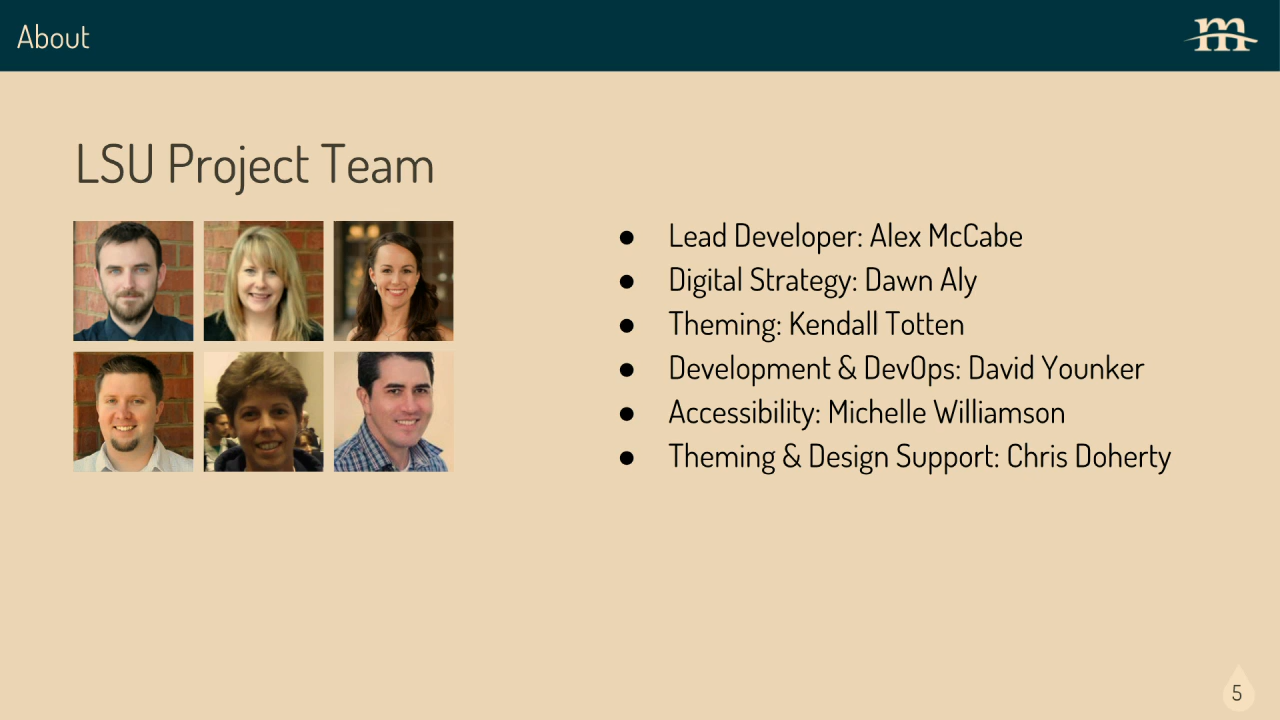 About
m
LSU Project Team
● Lead Developer: Alex McCabe
● Digital Strategy: Dawn Aly
● Theming: Kendall Totten
● Development & DevOps: David Younker
● Accessibility: Michelle Williamson
● Theming & Design Support: Chris Doherty
5